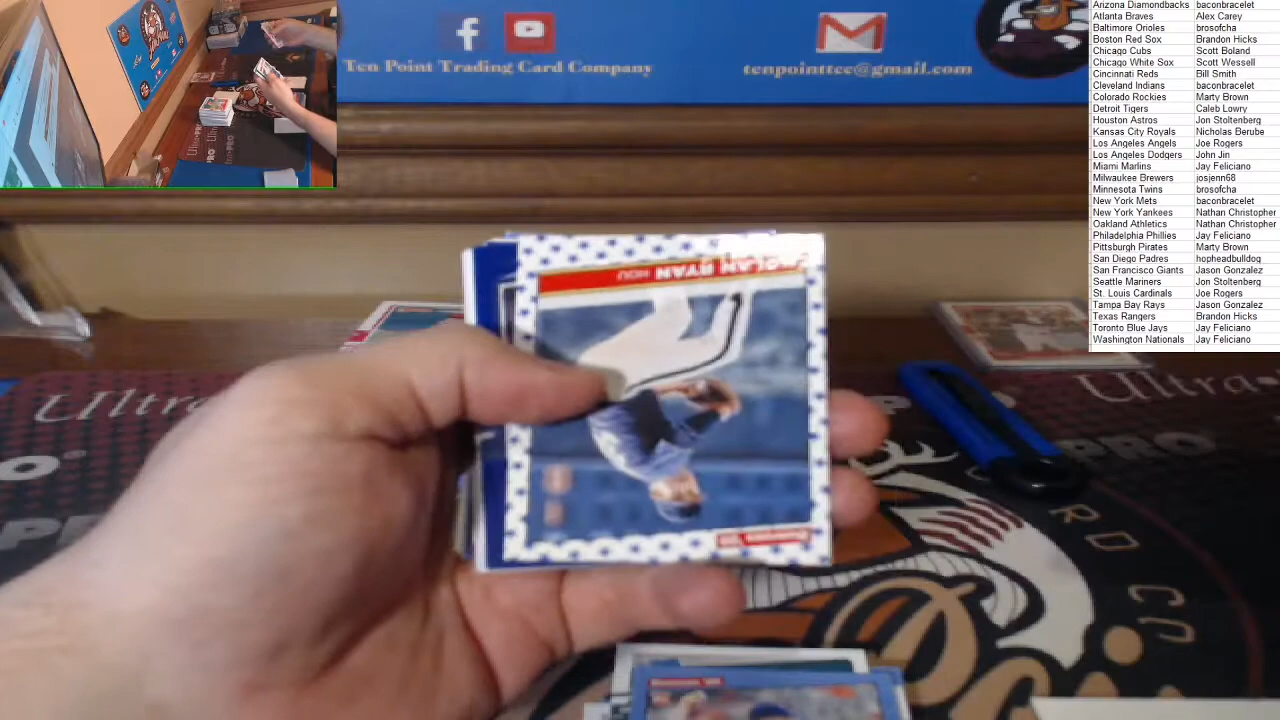 Ten Point Trading Card Company
tenpointtcc@gmail.com
Arizona Diamondbacks baconbracelet
Atlanta Braves Alex Carey
Baltimore Orioles brosofcha
Boston Red Sox Brandon Hicks
Chicago Cubs Scott Boland
Chicago White Sox Scott Wessell
Cincinnati Reds Bill Smith
Cleveland Indians baconbracelet
Colorado Rockies Marty Brown
Detroit Tigers Caleb Lowry
Houston Astros Jon Stoltenberg
Kansas City Royals Nicholas Berube
Los Angeles Angels Joe Rogers
Los Angeles Dodgers John Jin
Miami Marlins Jay Feliciano
Milwaukee Brewers josjenn68
Minnesota Twins brosofcha
New York Mets baconbracelet
New York Yankees Nathan Christopher
Oakland Athletics Nathan Christopher
Philadelphia Phillies Jay Feliciano
Pittsburgh Pirates Marty Brown
San Diego Padres hopheadbulldog
San Francisco Giants Jason Gonzalez
Seattle Mariners Jon Stoltenberg
St. Louis Cardinals Joe Rogers
Tampa Bay Rays Jason Gonzalez
Texas Rangers Brandon Hicks
Toronto Blue Jays Jay Feliciano
Washington Nationals Jay Feliciano
NOLAN RYAN HOU
Ultra
PRO
Ultra
PRO